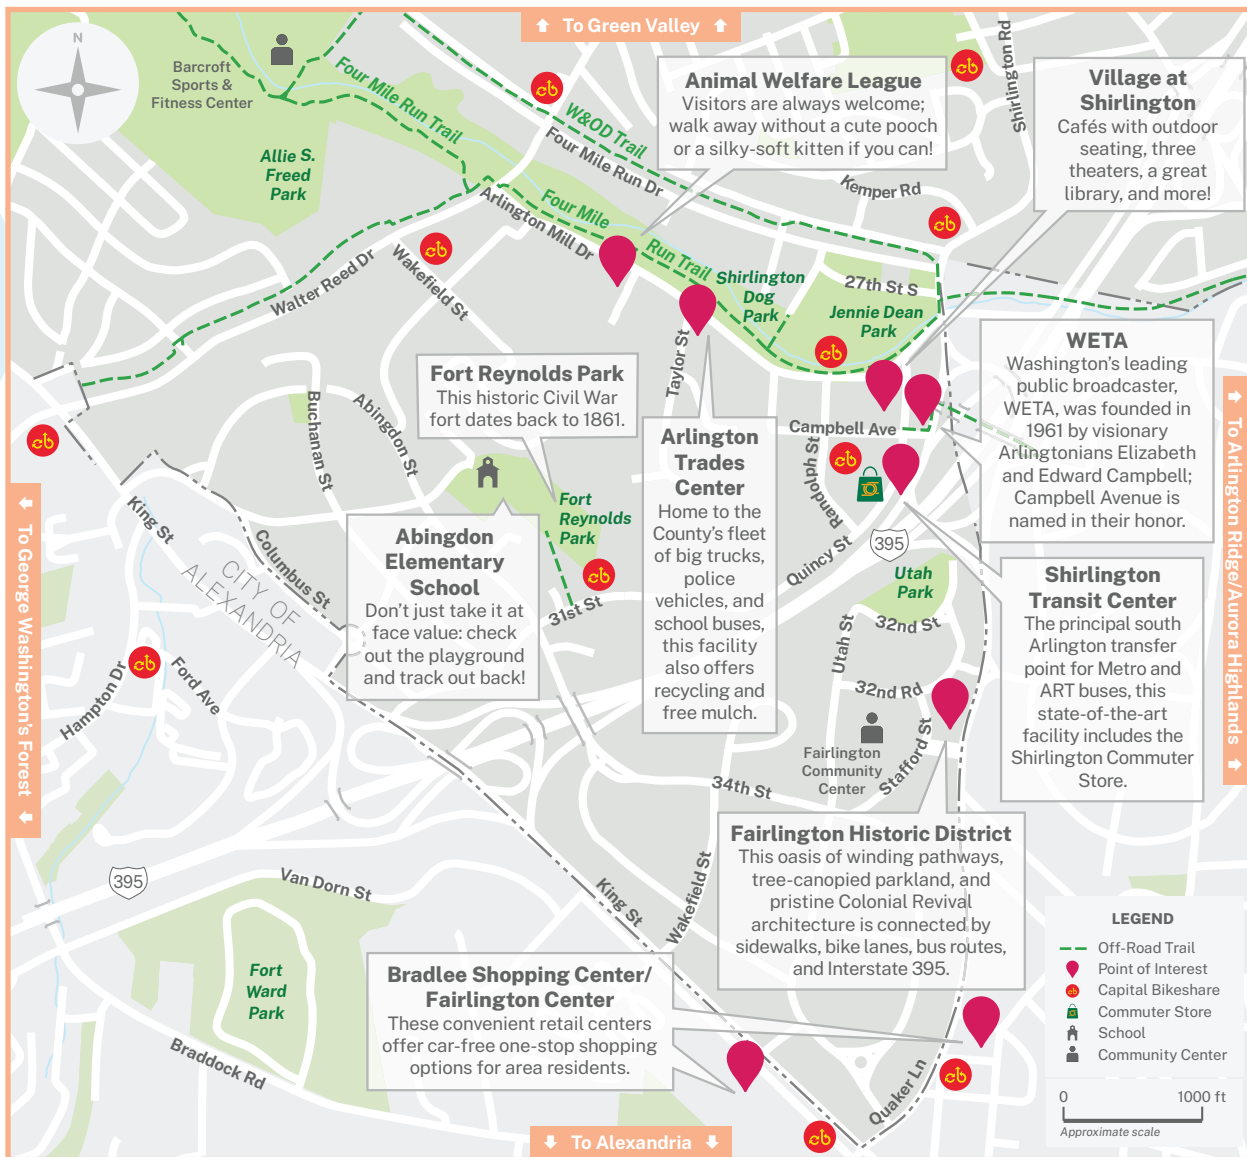 To Green Valley
N
Barcroft
Sports &
Fitness Center
Four Mile Run Trail
W&OD Trail
Four Mile Run Dr
Shirlington Rd
Animal Welfare League
Visitors are always welcome;
walk away without a cute pooch
or a silky-soft kitten if you can!
Village at
Shirlington
Cafés with outdoor
seating, three
theaters, a great
library, and more!
Allie S.
Freed
Park
Kemper Rd
Arlington Mill Dr
Four Mile
Run Trail
Walter Reed Dr
Wakefield St
Shirlington
Dog
Park
27th St S
Jennie Dean
Park
Fort Reynolds Park
This historic Civil War
fort dates back to 1861.
Taylor St
WETA
Washington's leading
public broadcaster,
WETA, was founded in
1961 by visionary
Arlingtonians Elizabeth
and Edward Campbell;
Campbell Avenue is
named in their honor.
Buchanan St
Abingdon St
Campbell Ave
Randolph St
Arlington
Trades
Center
Home to the
County's fleet
of big trucks,
police
vehicles, and
school buses,
this facility
also offers
recycling and
free mulch.
To Arlington Ridge/Aurora Highlands
To George Washington's Forest
King St
Columbus St
CITY OF
ALEXANDRIA
Fort
Reynolds
Park
Abingdon
Elementary
School
Don't just take it at
face value: check
out the playground
and track out back!
31st St
Quincy St
395
Utah
Park
32nd St
Utah St
32nd Rd
Shirlington
Transit Center
The principal south
Arlington transfer
point for Metro and
ART buses, this
state-of-the-art
facility includes the
Shirlington Commuter
Store.
Hampton Dr
Ford Ave
Fairlington
Community
Center
Stafford St
34th St
Fairlington Historic District
This oasis of winding pathways,
tree-canopied parkland, and
pristine Colonial Revival
architecture is connected by
sidewalks, bike lanes, bus routes,
and Interstate 395.
395
Van Dorn St
King St
Wakefield St
Fort
Ward
Park
Braddock Rd
Bradlee Shopping Center/
Fairlington Center
These convenient retail centers
offer car-free one-stop shopping
options for area residents.
Quaker Ln
LEGEND
Off-Road Trail
Point of Interest
Capital Bikeshare
Commuter Store
School
Community Center
0 1000 ft
Approximate scale
To Alexandria